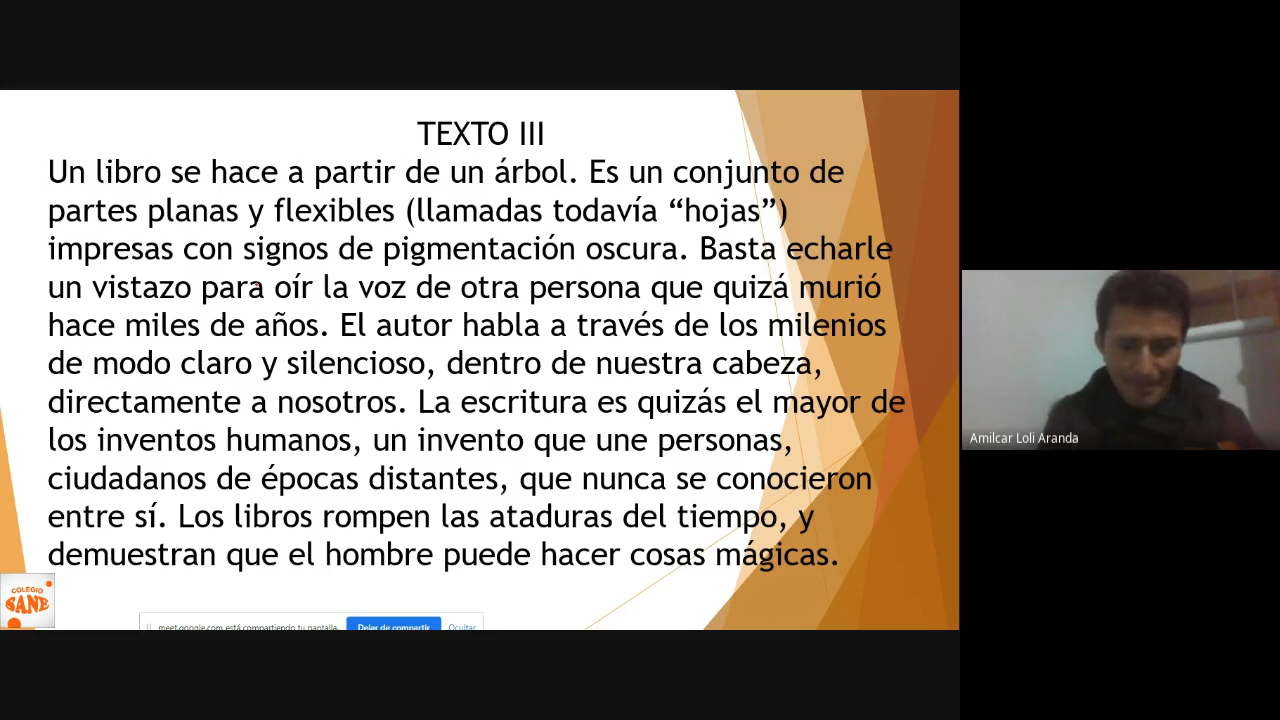 TEXTO III
Un libro se hace a partir de un árbol. Es un conjunto de
partes planas y flexibles (llamadas todavía “hojas”)
impresas con signos de pigmentación oscura. Basta echarle
un vistazo para oír la voz de otra persona que quizá murió
hace miles de años. El autor habla a través de los milenios
de modo claro y silencioso, dentro de nuestra cabeza,
directamente a nosotros. La escritura es quizás el mayor de
los inventos humanos, un invento que une personas,
ciudadanos de épocas distantes, que nunca se conocieron
entre sí. Los libros rompen las ataduras del tiempo, y
demuestran que el hombre puede hacer cosas mágicas.
COLEGIO
SANE
meet.google.com está compartiendo tu pantalla.
Dejar de compartir
Ocultar
Amilcar Loli Aranda